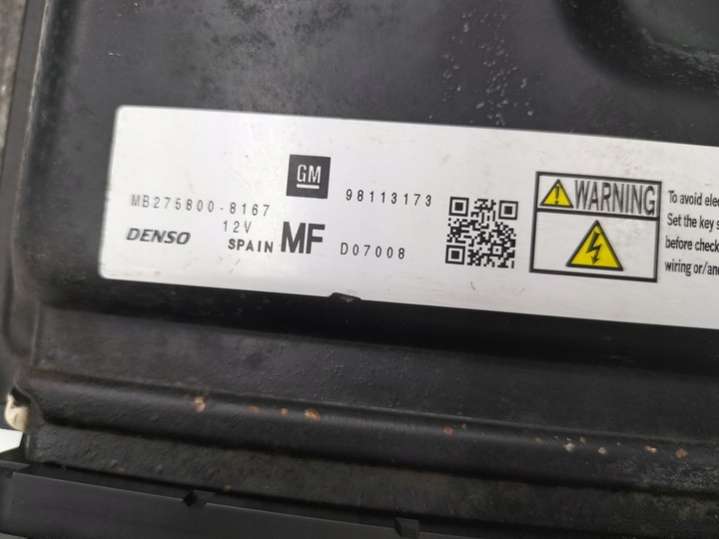 GM
MB275800-8167
98113173
12V
DENSO
SPAIN
MF
D07008
WARNING
To avoid elec
Set the key s
before check
wiring or/and